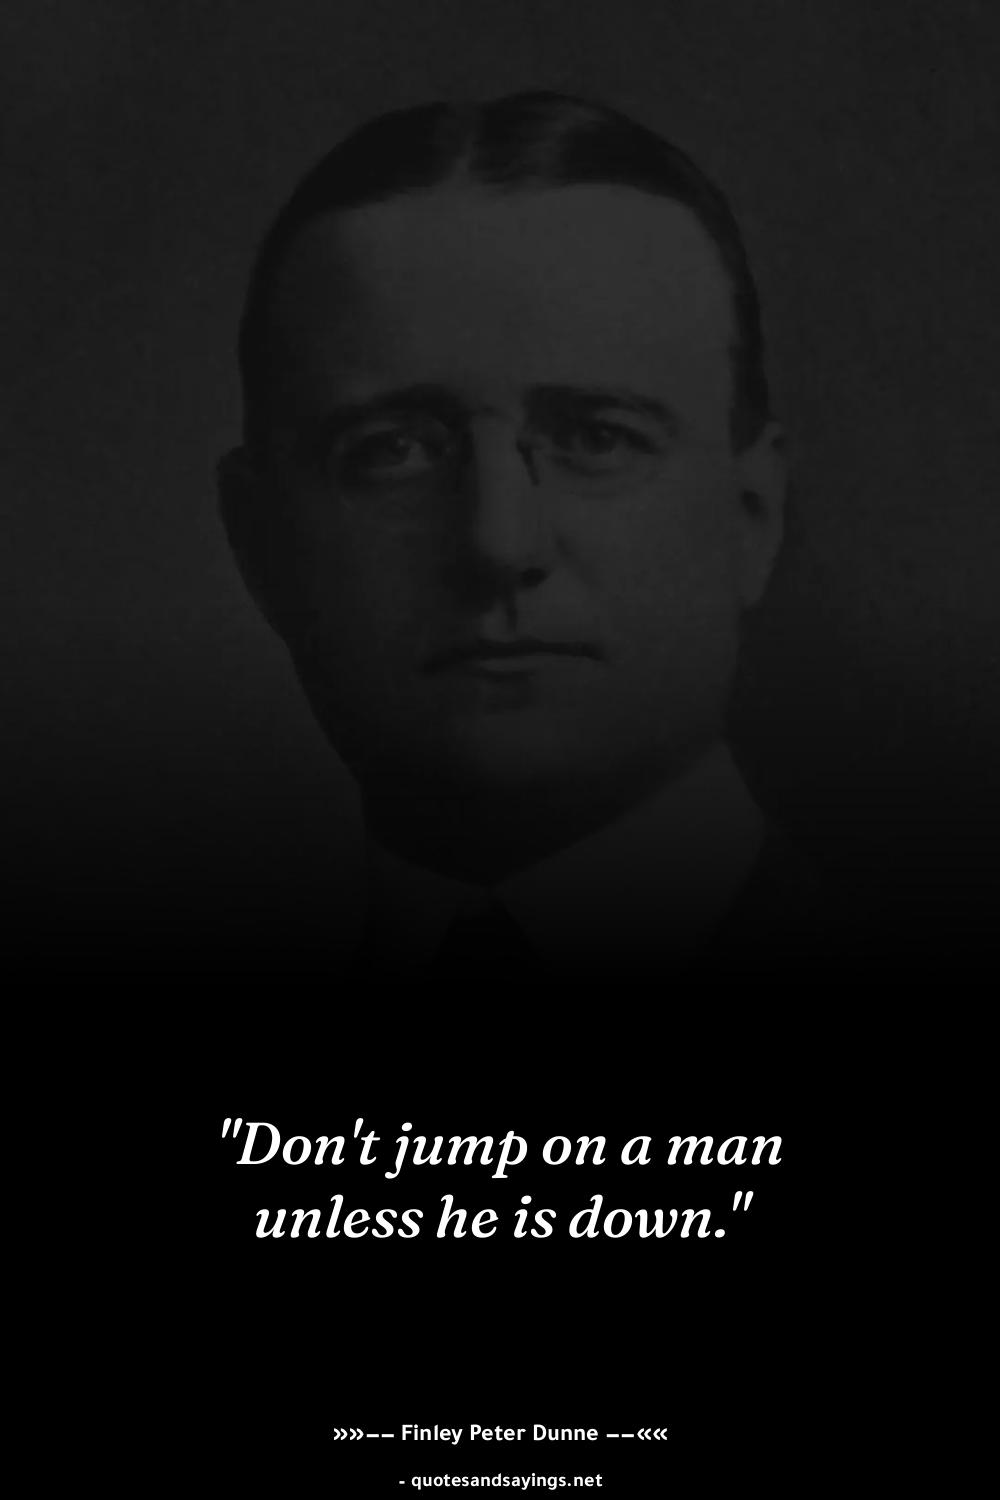 "Don't jump on a man
unless he is down."
»»−− Finley Peter Dunne −−««
- quotesandsayings.net